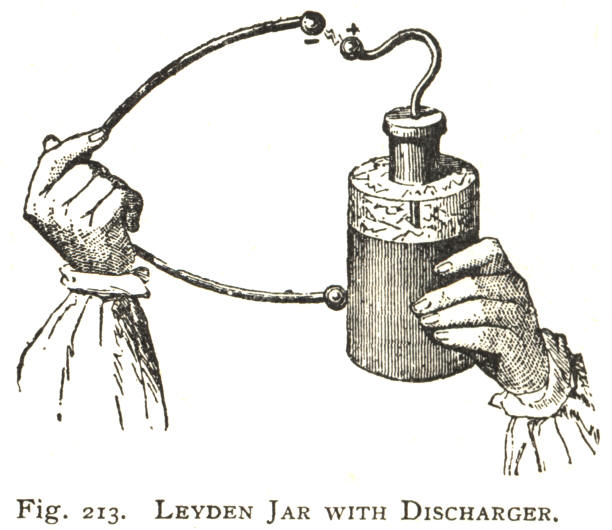 − +
Fig. 213. LEYDEN JAR WITH DISCHARGER.